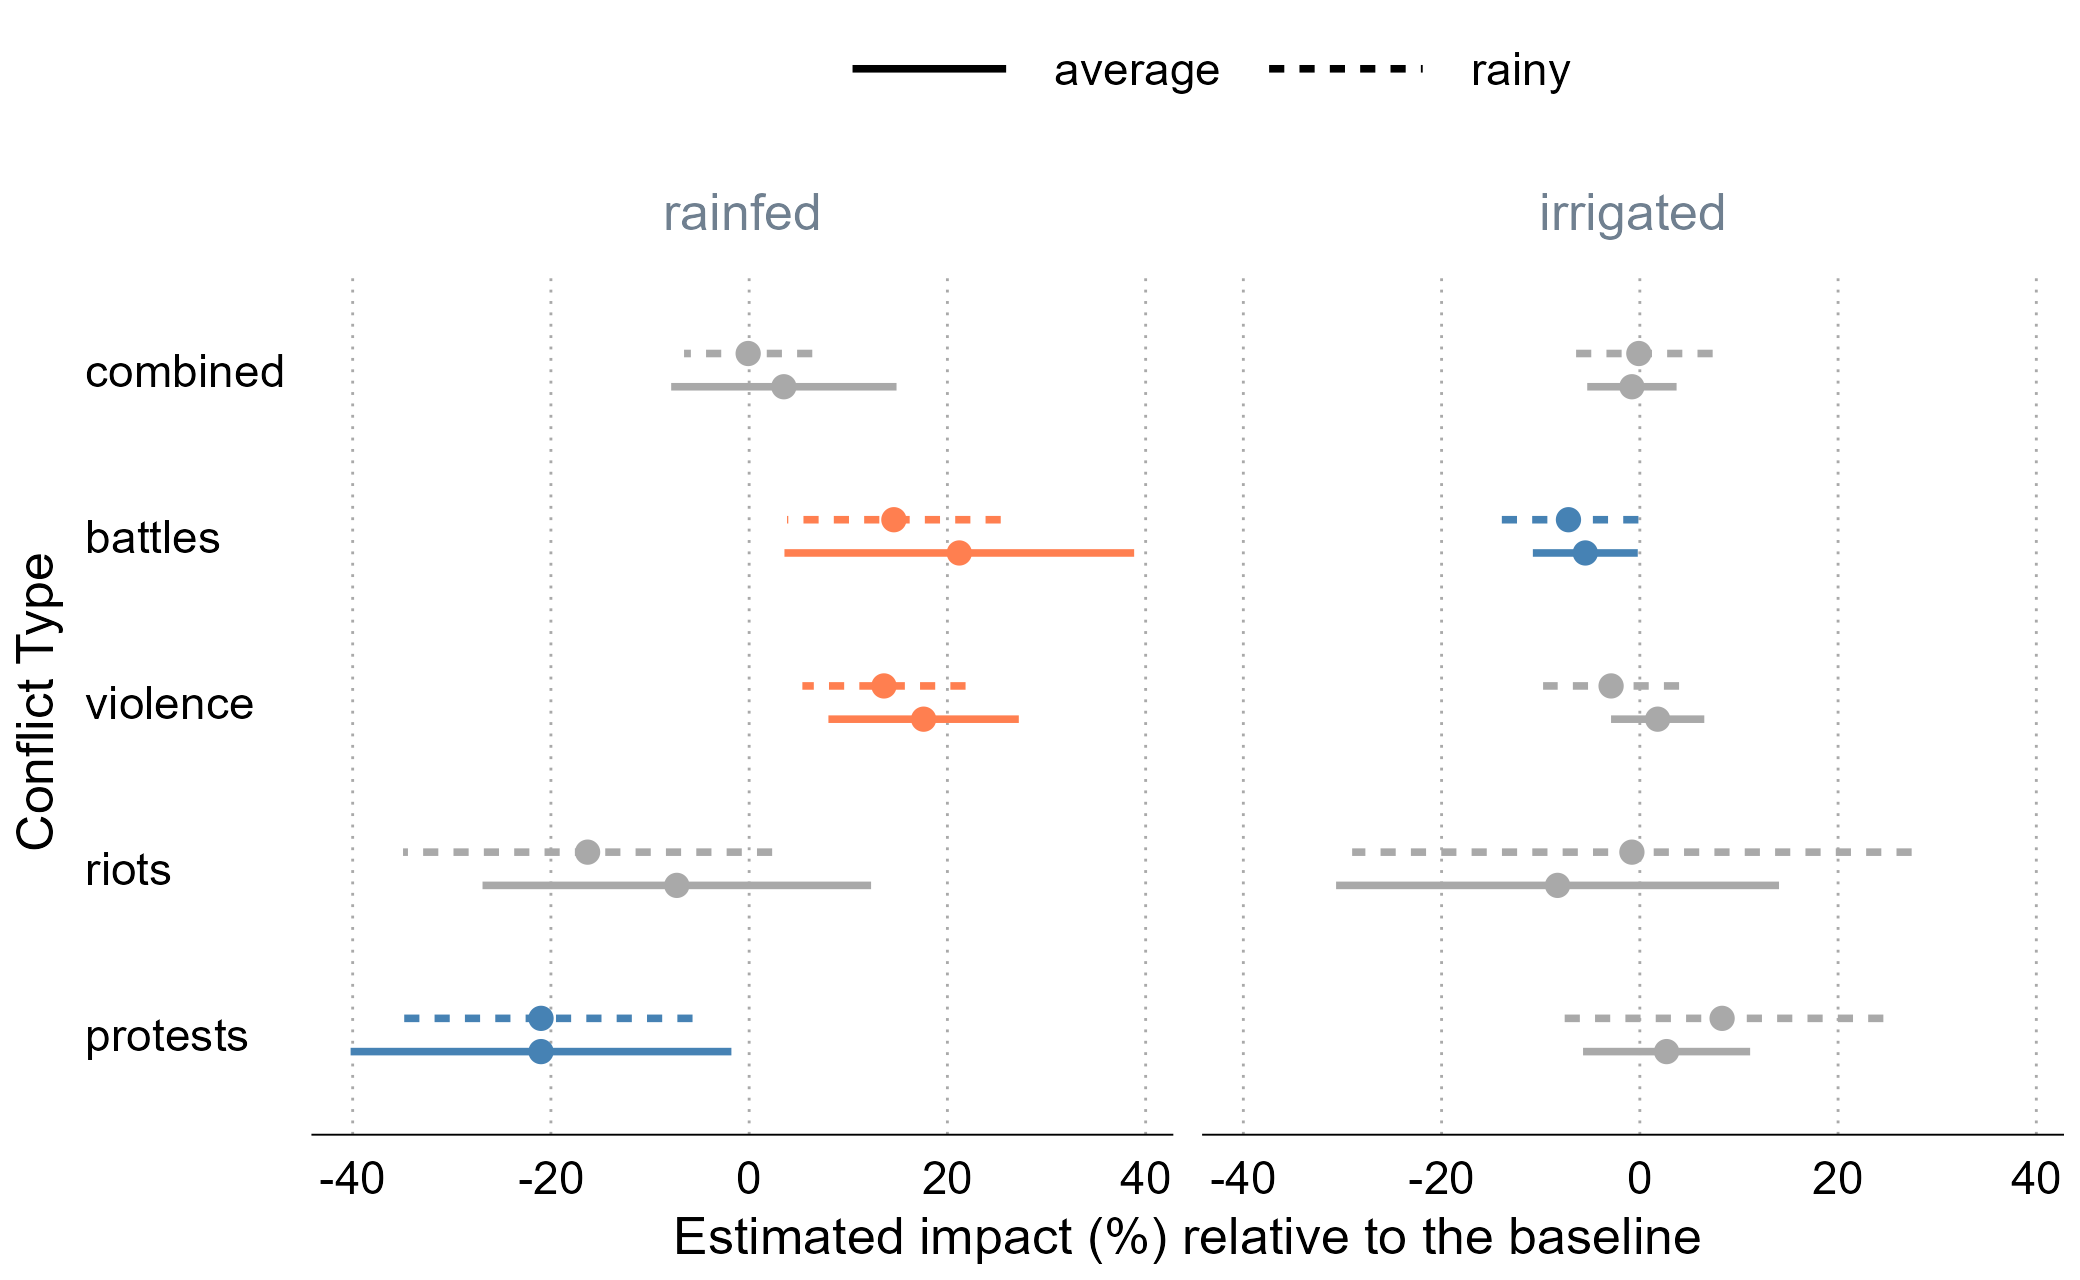 average rainy
rainfed irrigated
combined
battles
violence
riots
protests
Conflict Type
-40 -20 0 20 40 -40 -20 0 20 40
Estimated impact (%) relative to the baseline